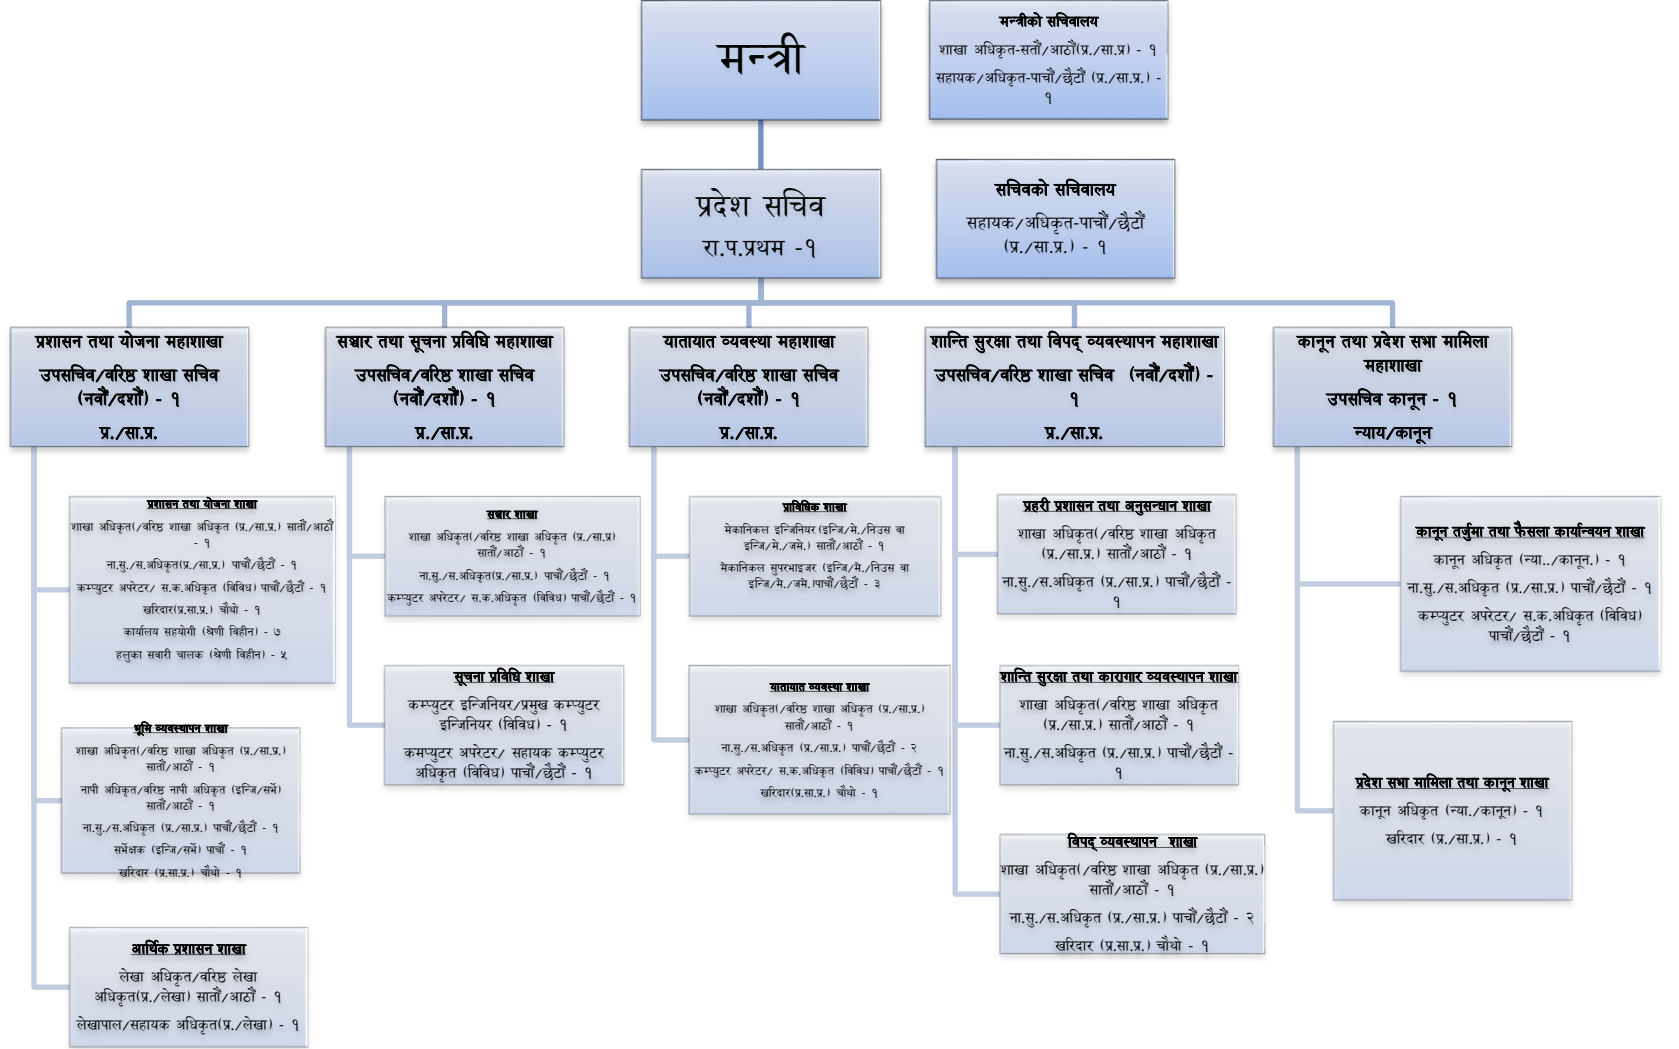 मन्त्री
मन्त्रीको सचिवालय
शाखा अधिकृत-सतौं/आठौं(प्र./सा.प्र) - १
सहायक/अधिकृत-पाचौं/छैटौं (प्र./सा.प्र.) -
१
प्रदेश सचिव
रा.प.प्रथम -१
सचिवको सचिवालय
सहायक/अधिकृत-पाचौं/छैटौं
(प्र./सा.प्र.) - १
प्रशासन तथा योजना महाशाखा
उपसचिव/वरिष्ठ शाखा सचिव
(नवौं/दशौं) - १
प्र./सा.प्र.
सञ्चार तथा सूचना प्रविधि महाशाखा
उपसचिव/वरिष्ठ शाखा सचिव
(नवौं/दशौं) - १
प्र./सा.प्र.
यातायात व्यवस्था महाशाखा
उपसचिव/वरिष्ठ शाखा सचिव
(नवौं/दशौं) - १
प्र./सा.प्र.
शान्ति सुरक्षा तथा विपद् व्यवस्थापन महाशाखा
उपसचिव/वरिष्ठ शाखा सचिव (नवौं/दशौं) -
१
प्र./सा.प्र.
कानून तथा प्रदेश सभा मामिला
महाशाखा
उपसचिव कानून - १
न्याय/कानून
प्रशासन तथा योजना शाखा
शाखा अधिकृत(/वरिष्ठ शाखा अधिकृत (प्र./सा.प्र.) सातौं/आठौं
- १
ना.सु./स.अधिकृत(प्र./सा.प्र.) पाचौं/छैटौं - १
कम्प्युटर अपरेटर/ स.क.अधिकृत (विविध) पाचौं/छैटौं - १
खरिदार(प्र.सा.प्र.) चौथो - १
कार्यालय सहयोगी (श्रेणी विहीन) - ७
हलुका सवारी चालक (श्रेणी विहीन) - ५
भूमि व्यवस्थापन शाखा
शाखा अधिकृत(/वरिष्ठ शाखा अधिकृत (प्र./सा.प्र.)
सातौं/आठौं - १
नापी अधिकृत/वरिष्ठ नापी अधिकृत (इन्जि/सर्भे)
सातौं/आठौं - १
ना.सु./स.अधिकृत (प्र./सा.प्र.) पाचौं/छैटौं - १
सर्भेक्षक (इन्जि/सर्भे) पाचौं - १
खरिदार (प्र.सा.प्र.) चौथो - १
आर्थिक प्रशासन शाखा
लेखा अधिकृत/वरिष्ठ लेखा
अधिकृत(प्र./लेखा) सातौं/आठौं - १
लेखापाल/सहायक अधिकृत(प्र./लेखा) - १
सञ्चार शाखा
शाखा अधिकृत(/वरिष्ठ शाखा अधिकृत (प्र./सा.प्र)
सातौं/आठौं - १
ना.सु./स.अधिकृत(प्र./सा.प्र.) पाचौं/छैटौं - १
कम्प्युटर अपरेटर/ स.क.अधिकृत (विविध) पाचौं/छैटौं - १
सूचना प्रविधि शाखा
कम्प्युटर इन्जिनियर/प्रमुख कम्प्युटर
इन्जिनियर (विविध) - १
कमप्युटर अपरेटर/ सहायक कम्प्युटर
अधिकृत (विविध) पाचौं/छैटौं - १
प्राविधिक शाखा
मेकानिकल इन्जिनियर (इन्जि/मे./निउस वा
इन्जि/मे./जमे.) सातौं/आठौं - १
मेकानिकल सुपरभाइजर (इन्जि/मे./निउस वा
इन्जि/मे./जमे.)पाचौं/छैटौं - ३
यातायात व्यवस्था शाखा
शाखा अधिकृत(/वरिष्ठ शाखा अधिकृत (प्र./सा.प्र.)
सातौं/आठौं - १
ना.सु./स.अधिकृत (प्र./सा.प्र.) पाचौं/छैटौं - २
कम्प्युटर अपरेटर/ स.क.अधिकृत (विविध) पाचौं/छैटौं - १
खरिदार(प्र.सा.प्र.) चौथो - १
प्रहरी प्रशासन तथा अनुसन्धान शाखा
शाखा अधिकृत(/वरिष्ठ शाखा अधिकृत
(प्र./सा.प्र.) सातौं/आठौं - १
ना.सु./स.अधिकृत (प्र./सा.प्र.) पाचौं/छैटौं -
१
शान्ति सुरक्षा तथा कारागार व्यवस्थापन शाखा
शाखा अधिकृत(/वरिष्ठ शाखा अधिकृत
(प्र./सा.प्र.) सातौं/आठौं - १
ना.सु./स.अधिकृत (प्र./सा.प्र.) पाचौं/छैटौं -
१
विपद् व्यवस्थापन शाखा
शाखा अधिकृत(/वरिष्ठ शाखा अधिकृत (प्र./सा.प्र.)
सातौं/आठौं - १
ना.सु./स.अधिकृत (प्र./सा.प्र.) पाचौं/छैटौं - २
खरिदार (प्र.सा.प्र.) चौथो - १
कानून तर्जुमा तथा फैसला कार्यान्वयन शाखा
कानून अधिकृत (न्या../कानून.) - १
ना.सु./स.अधिकृत (प्र./सा.प्र.) पाचौं/छैटौं - १
कम्प्युटर अपरेटर/ स.क.अधिकृत (विविध)
पाचौं/छैटौं - १
प्रदेश सभा मामिला तथा कानून शाखा
कानून अधिकृत (न्या./कानून) - १
खरिदार (प्र./सा.प्र.) - १